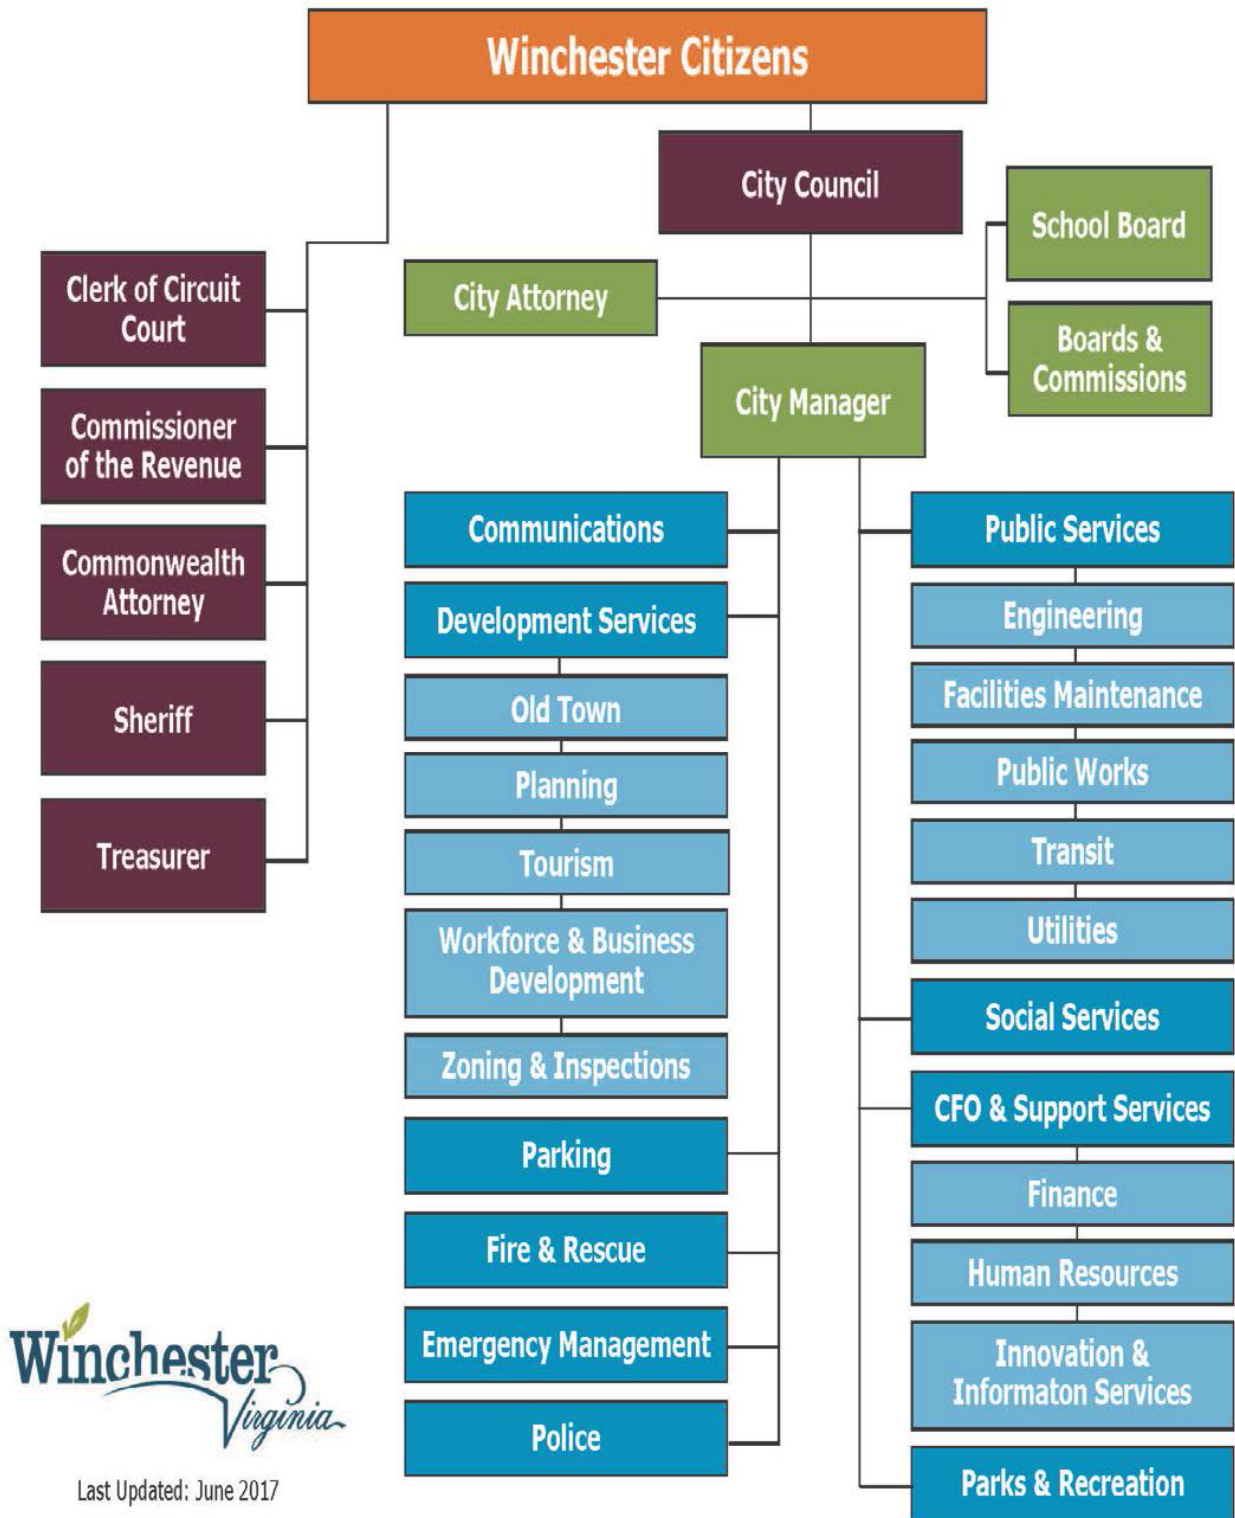 Winchester Citizens
City Council
School Board
City Attorney
Boards &
Commissions
City Manager
Clerk of Circuit
Court
Commissioner
of the Revenue
Commonwealth
Attorney
Sheriff
Treasurer
Communications
Development Services
Old Town
Planning
Tourism
Workforce & Business
Development
Zoning & Inspections
Parking
Fire & Rescue
Emergency Management
Police
Public Services
Engineering
Facilities Maintenance
Public Works
Transit
Utilities
Social Services
CFO & Support Services
Finance
Human Resources
Innovation &
Informaton Services
Parks & Recreation
Winchester
Virginia
Last Updated: June 2017